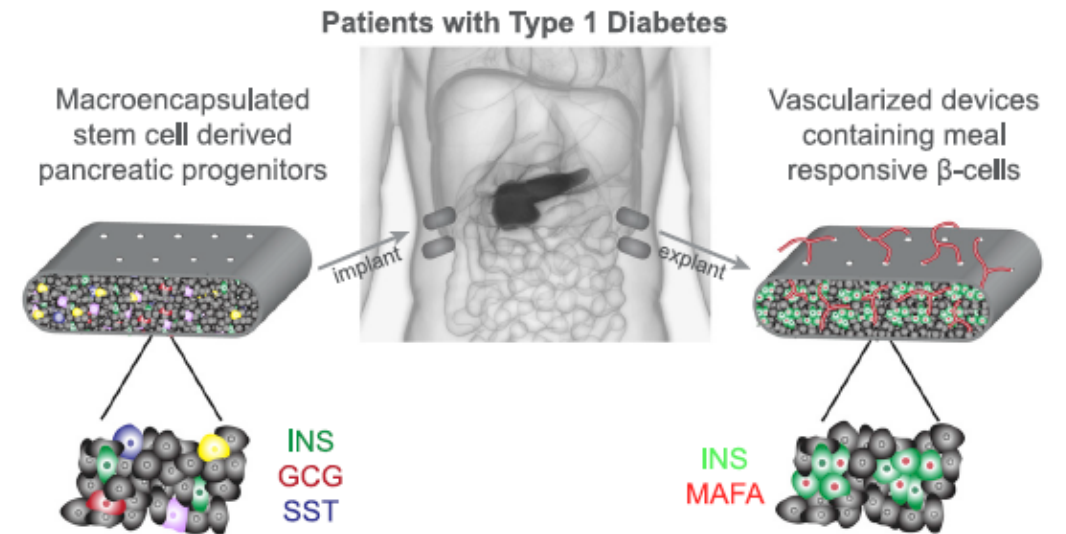 Patients with Type 1 Diabetes
Macroencapsulated
stem cell derived
pancreatic progenitors
implant
explant
Vascularized devices
containing meal
responsive β-cells
INS
GCG
SST
INS
MAFA